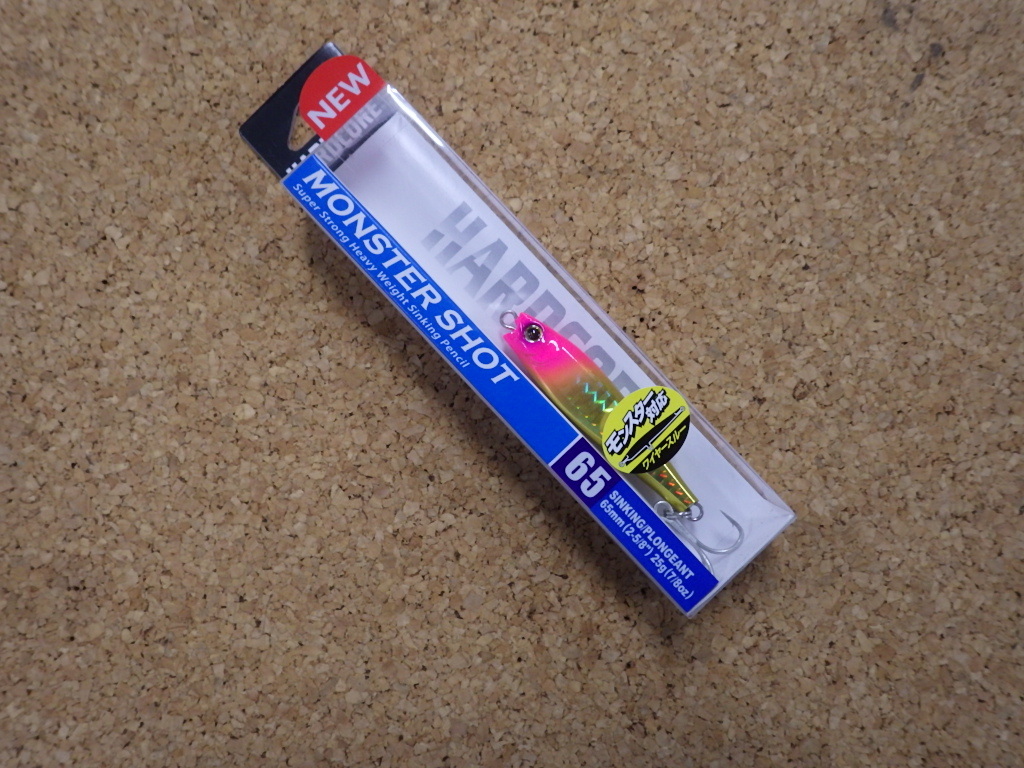 NEW
HARDCORE
MONSTER SHOT
Super Strong Heavy Weight Sinking Pencil
HARDCORE
モンスター
対応
ワイヤースルー
65
SINKING/PLONGEANT
65mm (2-5/8") 25g(7/8oz)